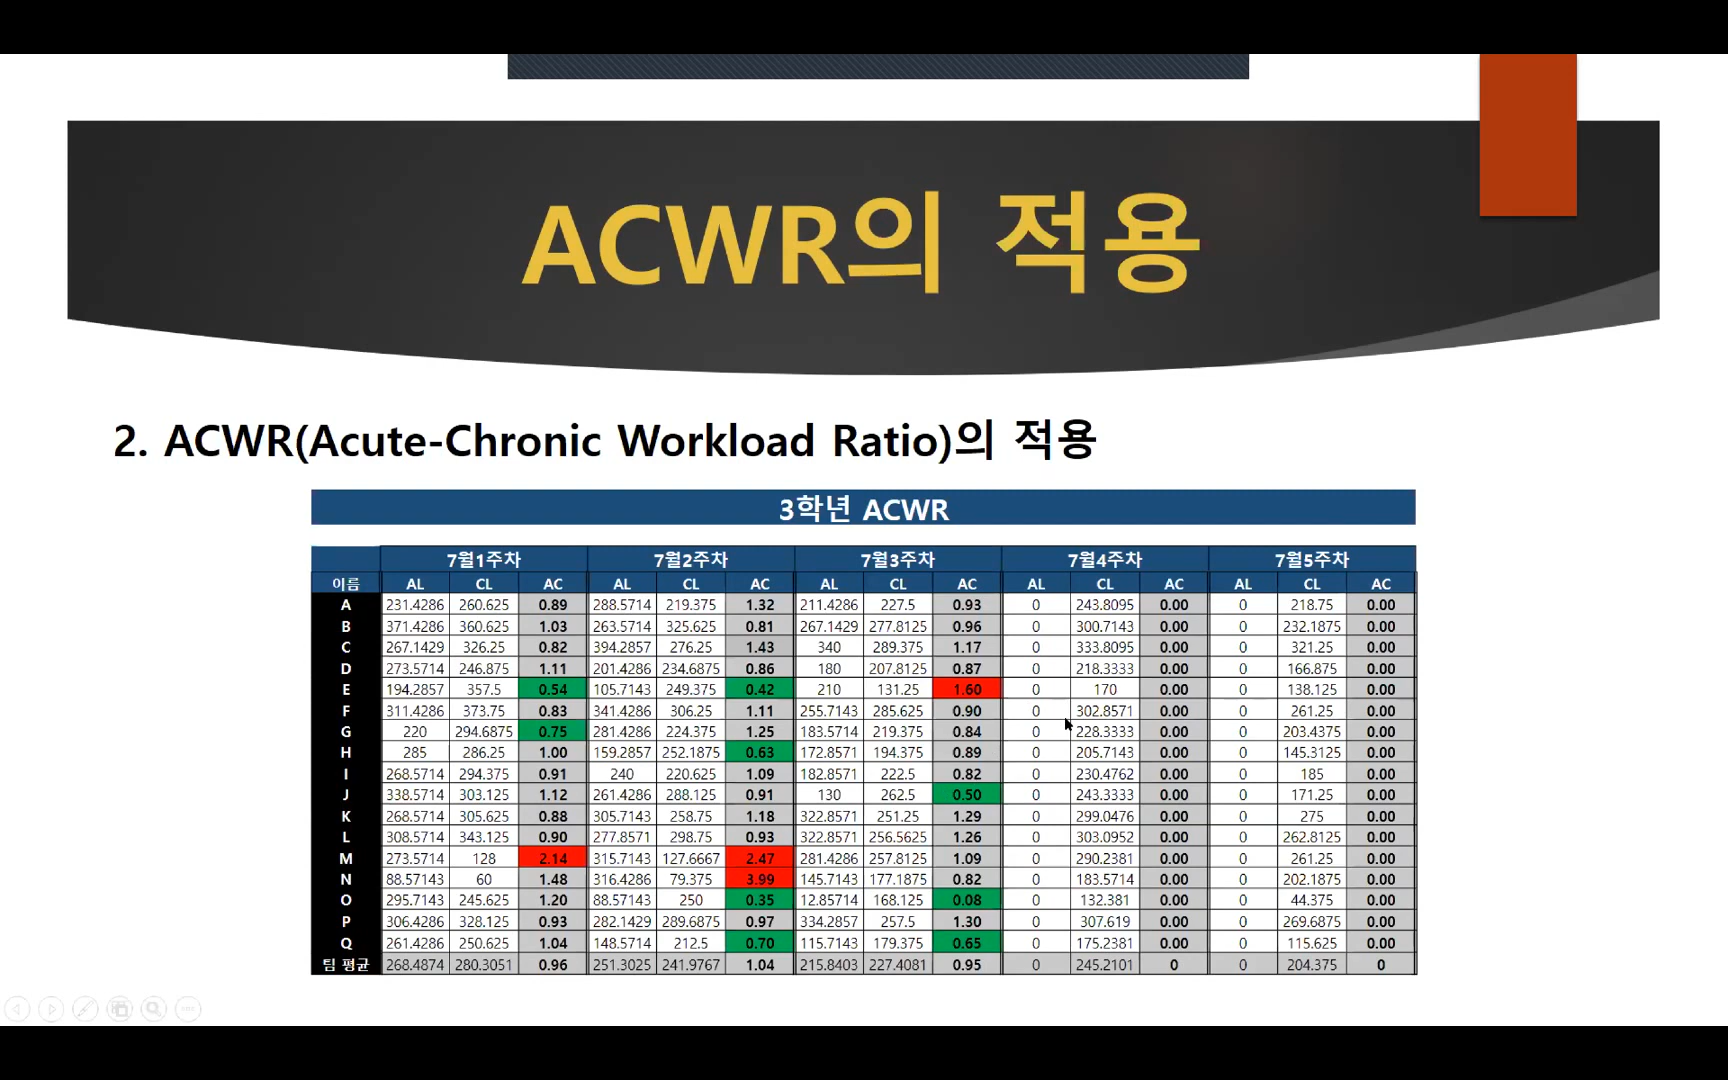 ACWR의 적용
2. ACWR(Acute-Chronic Workload Ratio)의 적용
3학년 ACWR
7월1주차 7월2주차 7월3주차 7월4주차 7월5주차
이름 AL CL AC AL CL AC AL CL AC AL CL AC AL CL AC
A 231.4286 260.625 0.89 288.5714 219.375 1.32 211.4286 227.5 0.93 0 243.8095 0.00 0 218.75 0.00
B 371.4286 360.625 1.03 263.5714 325.625 0.81 267.1429 277.8125 0.96 0 300.7143 0.00 0 232.1875 0.00
C 267.1429 326.25 0.82 394.2857 276.25 1.43 340 289.375 1.17 0 333.8095 0.00 0 321.25 0.00
D 273.5714 246.875 1.11 201.4286 234.6875 0.86 180 207.8125 0.87 0 218.3333 0.00 0 166.875 0.00
E 194.2857 357.5 0.54 105.7143 249.375 0.42 210 131.25 1.60 0 170 0.00 0 138.125 0.00
F 311.4286 373.75 0.83 341.4286 306.25 1.11 255.7143 285.625 0.90 0 302.8571 0.00 0 261.25 0.00
G 220 294.6875 0.75 281.4286 224.375 1.25 183.5714 219.375 0.84 0 228.3333 0.00 0 203.4375 0.00
H 285 286.25 1.00 159.2857 252.1875 0.63 172.8571 194.375 0.89 0 205.7143 0.00 0 145.3125 0.00
I 268.5714 294.375 0.91 240 220.625 1.09 182.8571 222.5 0.82 0 230.4762 0.00 0 185 0.00
J 338.5714 303.125 1.12 261.4286 288.125 0.91 130 262.5 0.50 0 243.3333 0.00 0 171.25 0.00
K 268.5714 305.625 0.88 305.7143 258.75 1.18 322.8571 251.25 1.29 0 299.0476 0.00 0 275 0.00
L 308.5714 343.125 0.90 277.8571 298.75 0.93 322.8571 256.5625 1.26 0 303.0952 0.00 0 262.8125 0.00
M 273.5714 128 2.14 315.7143 127.6667 2.47 281.4286 257.8125 1.09 0 290.2381 0.00 0 261.25 0.00
N 88.57143 60 1.48 316.4286 79.375 3.99 145.7143 177.1875 0.82 0 183.5714 0.00 0 202.1875 0.00
O 295.7143 245.625 1.20 88.57143 250 0.35 12.85714 168.125 0.08 0 132.381 0.00 0 44.375 0.00
P 306.4286 328.125 0.93 282.1429 289.6875 0.97 334.2857 257.5 1.30 0 307.619 0.00 0 269.6875 0.00
Q 261.4286 250.625 1.04 148.5714 212.5 0.70 115.7143 179.375 0.65 0 175.2381 0.00 0 115.625 0.00
팀 평균 268.4874 280.3051 0.96 251.3025 241.9767 1.04 215.8403 227.4081 0.95 0 245.2101 0 0 204.375 0